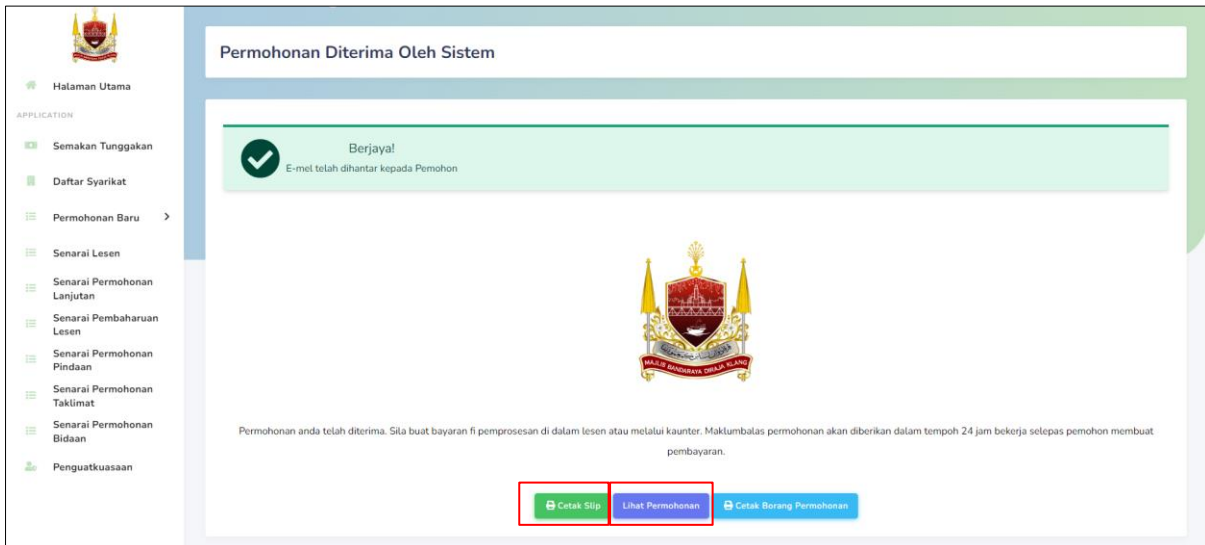 Halaman Utama
APPLICATION
Semakan Tunggakan
Daftar Syarikat
Permohonan Baru
Senarai Lesen
Senarai Permohonan
Lanjutan
Senarai Pembaharuan
Lesen
Senarai Permohonan
Pindaan
Senarai Permohonan
Taklimat
Senarai Permohonan
Bidaan
Penguatkuasaan
Permohonan Diterima Oleh Sistem
Berjaya!
E-mel telah dihantar kepada Pemohon
MAJLIS BANDARAYA DIRAJA KLANG
Permohonan anda telah diterima. Sila buat bayaran fi pemprosesan di dalam lesen atau melalui kaunter. Maklumbalas permohonan akan diberikan dalam tempoh 24 jam bekerja selepas pemohon membuat
pembayaran.
Cetak Slip Lihat Permohonan Cetak Borang Permohonan